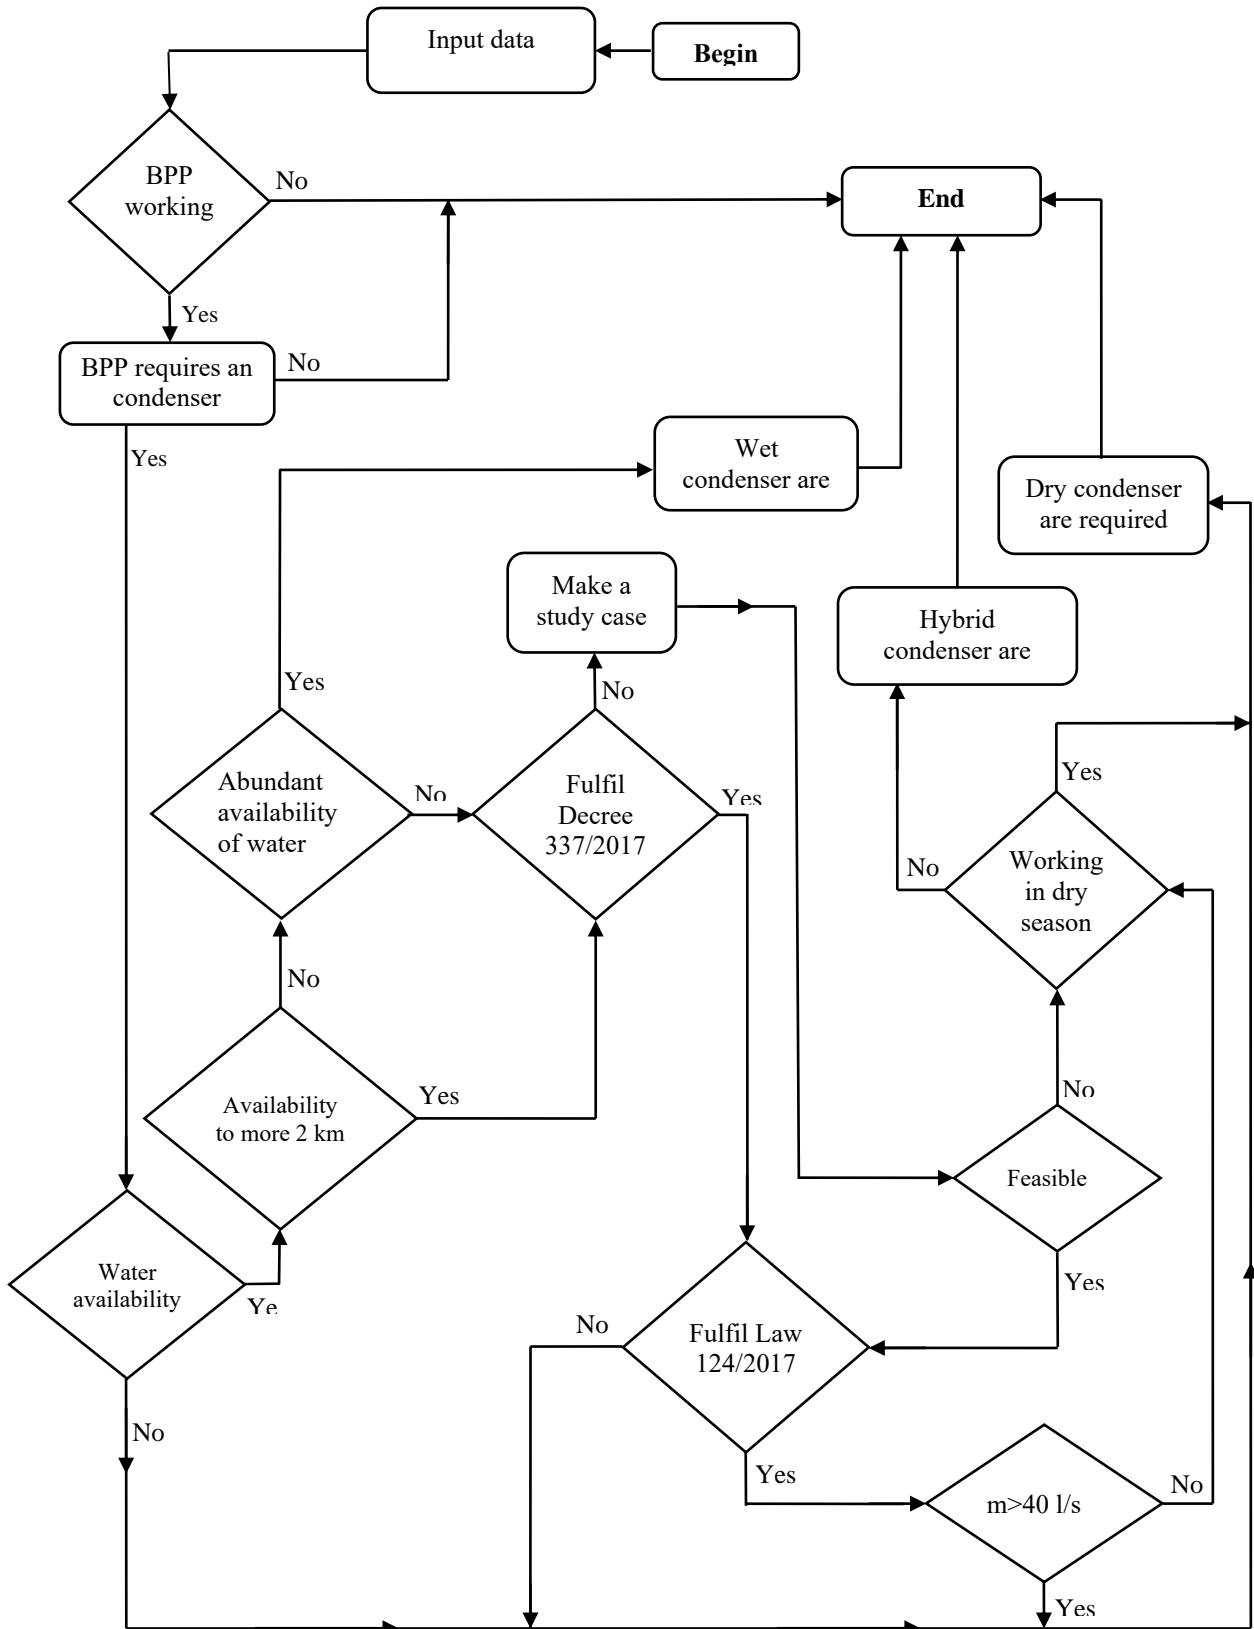 Input data
Begin
BPP
working
No
End
Yes
BPP requires an
condenser
No
Yes
Wet
condenser are
Dry condenser
are required
Make a
study case
Hybrid
condenser are
Yes
No
Abundant
availability
of water
No
Fulfil
Decree
337/2017
Yes
Yes
Working
in dry
season
No
No
Availability
to more 2 km
Yes
No
Feasible
Yes
Water
availability
Ye
No
Fulfil Law
124/2017
No
Yes
m>40 l/s
No
Yes